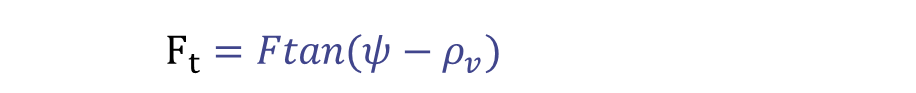 Fₜ = Ftan(ψ − ρᵥ)